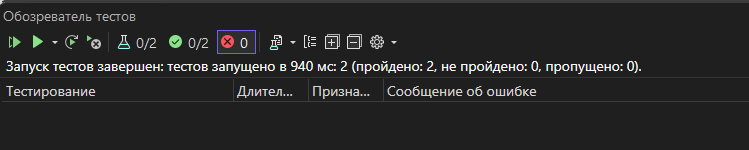 Обозреватель тестов
0/2 0/2 0
Запуск тестов завершен: тестов запущено в 940 мс: 2 (пройдено: 2, не пройдено: 0, пропущено: 0).
Тестирование Длител... Призна... Сообщение об ошибке